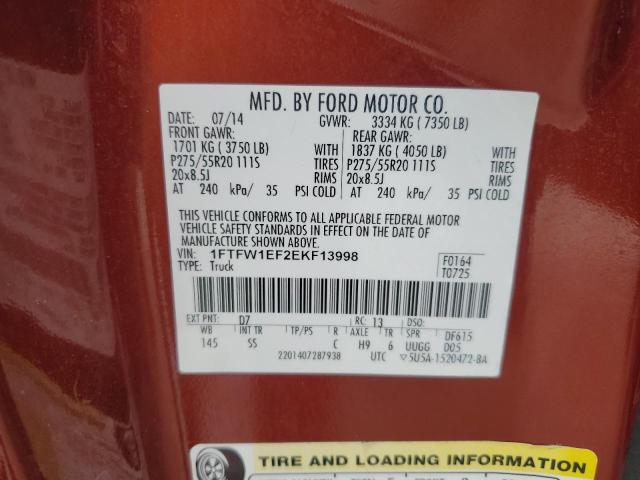 MFD. BY FORD MOTOR CO.
DATE: 07/14 GVWR: 3334 KG ( 7350 LB)
FRONT GAWR: REAR GAWR:
1701 KG ( 3750 LB) WITH 1837 KG ( 4050 LB) WITH
P275/55R20 111S TIRES P275/55R20 111S TIRES
20x8.5J RIMS 20x8.5J RIMS
AT 240 kPa/ 35 PSI COLD AT 240 kPa/ 35 PSI COLD
THIS VEHICLE CONFORMS TO ALL APPLICABLE FEDERAL MOTOR
VEHICLE SAFETY STANDARDS IN EFFECT ON THE DATE OF
MANUFACTURE SHOWN ABOVE.
VIN: 1FTFW1EF2EKF13998 F0164
TYPE: Truck T0725
EXT PNT: D7 RC: 13 DSO:
WB INT TR TP/PS R AXLE TR SPR DF615
145 SS C H9 6 UUGG D05
2201407287938 UTC ▽5U5A-1520472-BA
TIRE AND LOADING INFORMATION